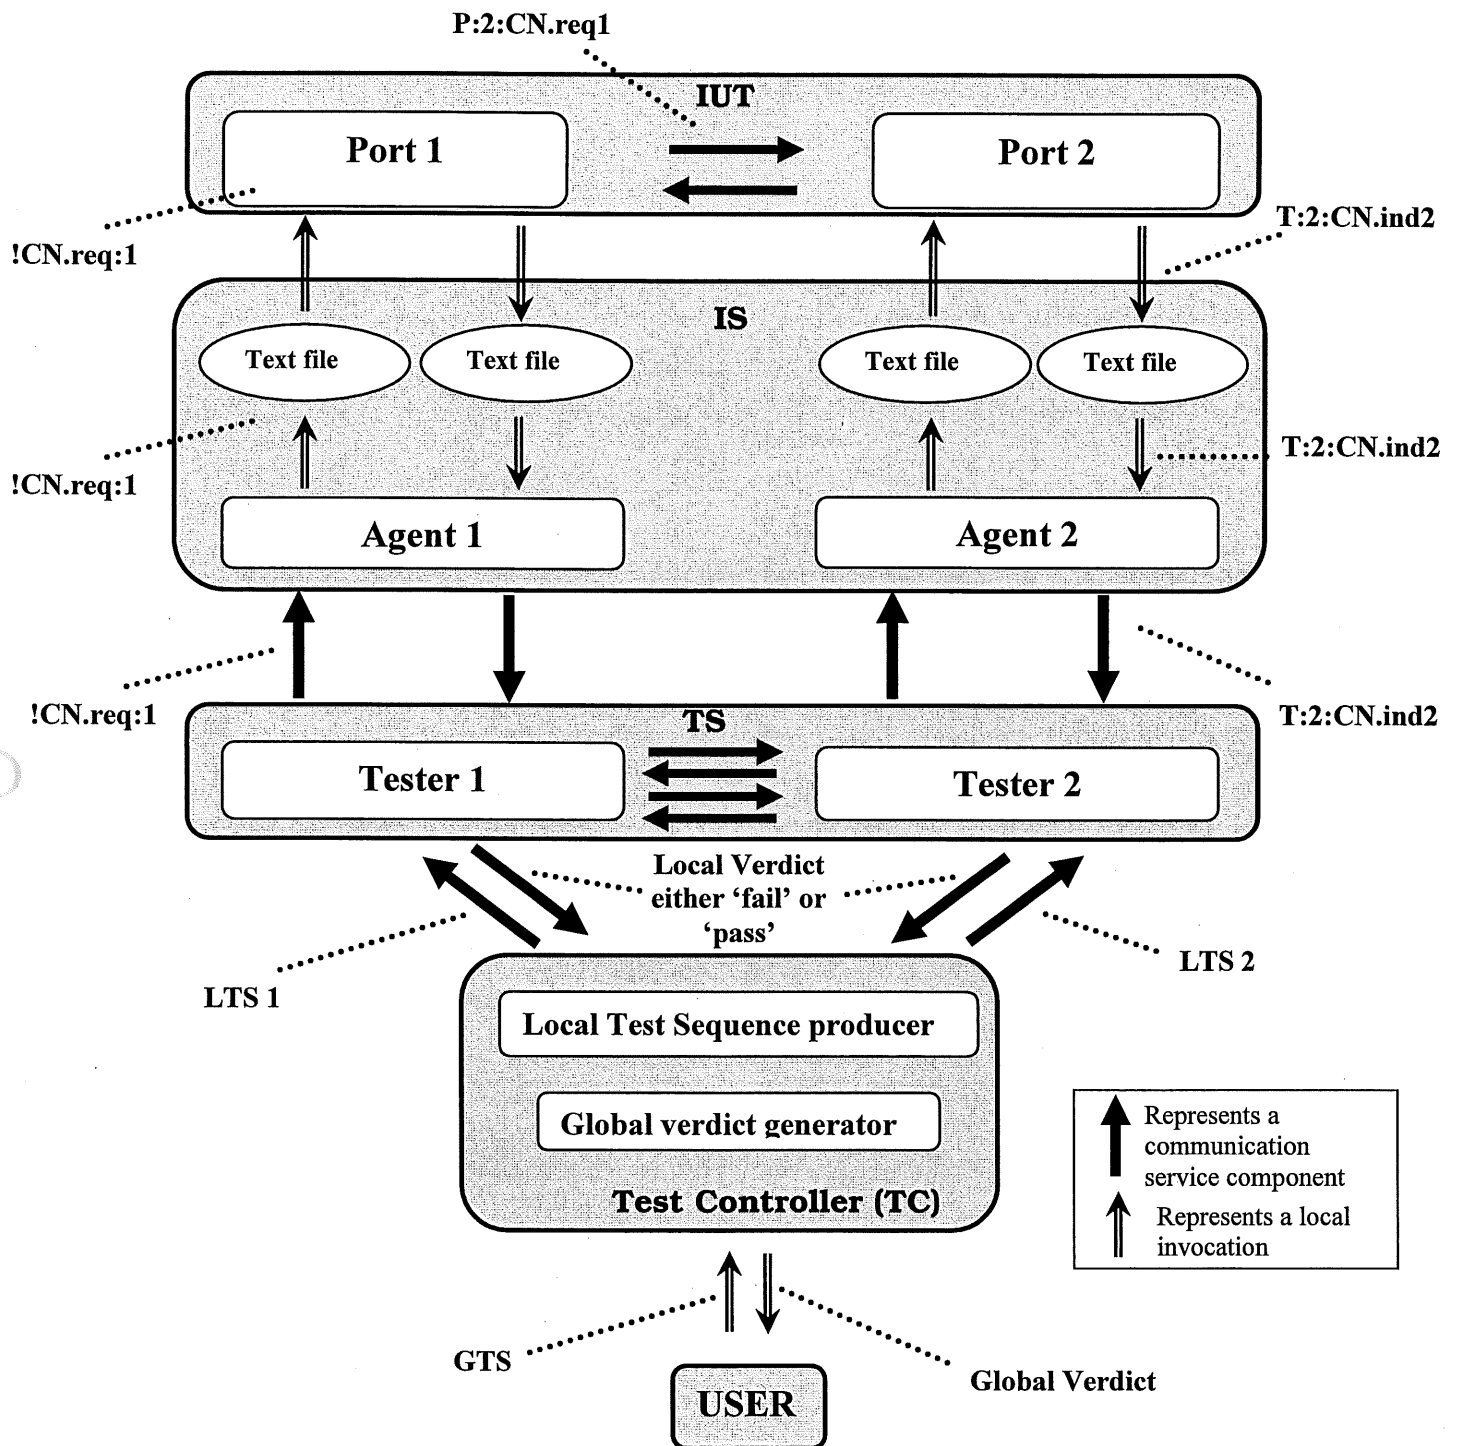 P:2:CN.req1
IUT
Port 1
Port 2
!CN.req:1
T:2:CN.ind2
IS
Text file
Text file
Text file
Text file
!CN.req:1
T:2:CN.ind2
Agent 1
Agent 2
!CN.req:1
T:2:CN.ind2
TS
Tester 1
Tester 2
Local Verdict
either ‘fail’ or
‘pass’
LTS 1
LTS 2
Local Test Sequence producer
Global verdict generator
Test Controller (TC)
Represents a
communication
service component
Represents a local
invocation
GTS
Global Verdict
USER